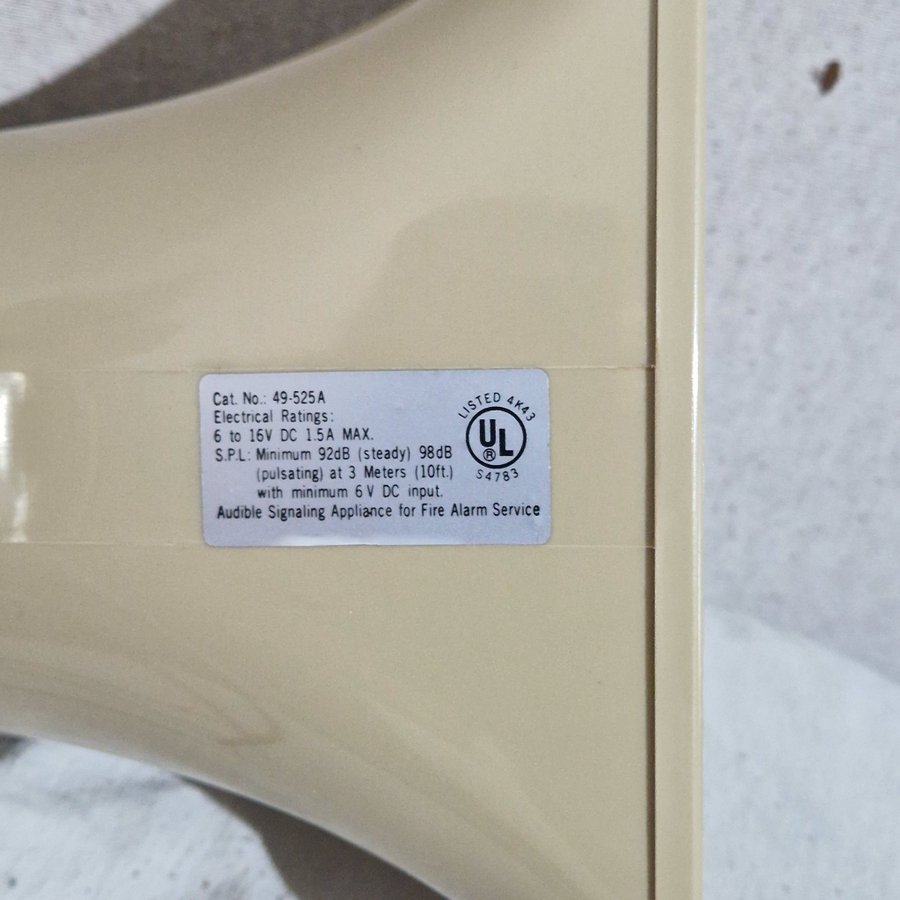 Cat. No.: 49-525A
Electrical Ratings:
6 to 16V DC 1.5A MAX.
S.P.L: Minimum 92dB (steady) 98dB
(pulsating) at 3 Meters (10ft.)
with minimum 6V DC input.
Audible Signaling Appliance for Fire Alarm Service
LISTED 4K43
UL
®
S4783